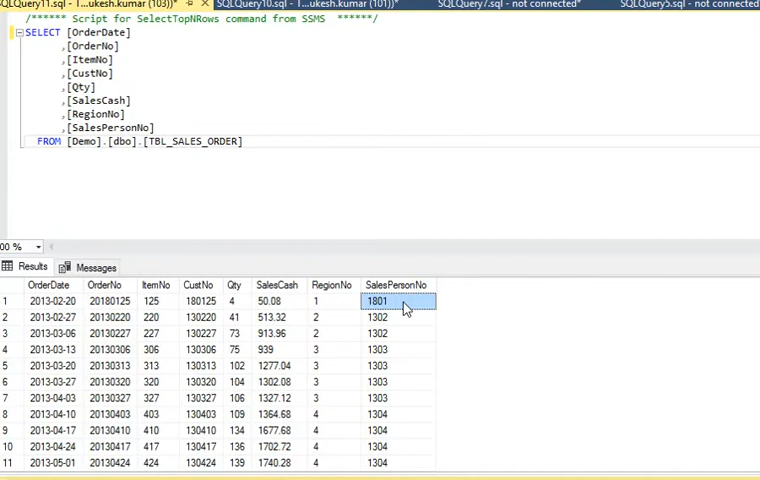 SQLQuery11.sql - T...ukesh.kumar (103))* SQLQuery10.sql - T...ukesh.kumar (101))* SQLQuery7.sql - not connected* SQLQuery5.sql - not connected
/****** Script for SelectTopNRows command from SSMS ******/
SELECT [OrderDate]
,[OrderNo]
,[ItemNo]
,[CustNo]
,[Qty]
,[SalesCash]
,[RegionNo]
,[SalesPersonNo]
FROM [Demo].[dbo].[TBL_SALES_ORDER]
00 %
Results Messages
OrderDate OrderNo ItemNo CustNo Qty SalesCash RegionNo SalesPersonNo
1 2013-02-20 20180125 125 180125 4 50.08 1 1801
2 2013-02-27 20130220 220 130220 41 513.32 2 1302
3 2013-03-06 20130227 227 130227 73 913.96 2 1302
4 2013-03-13 20130306 306 130306 75 939 3 1303
5 2013-03-20 20130313 313 130313 102 1277.04 3 1303
6 2013-03-27 20130320 320 130320 104 1302.08 3 1303
7 2013-04-03 20130327 327 130327 106 1327.12 3 1303
8 2013-04-10 20130403 403 130403 109 1364.68 4 1304
9 2013-04-17 20130410 410 130410 134 1677.68 4 1304
10 2013-04-24 20130417 417 130417 136 1702.72 4 1304
11 2013-05-01 20130424 424 130424 139 1740.28 4 1304